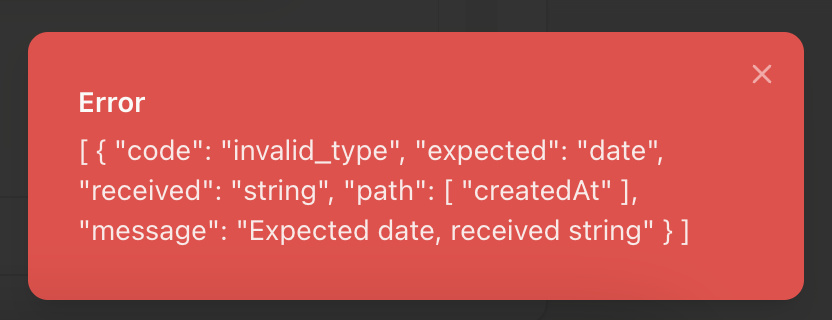 Error
[ { "code": "invalid_type", "expected": "date",
"received": "string", "path": [ "createdAt" ],
"message": "Expected date, received string" } ]